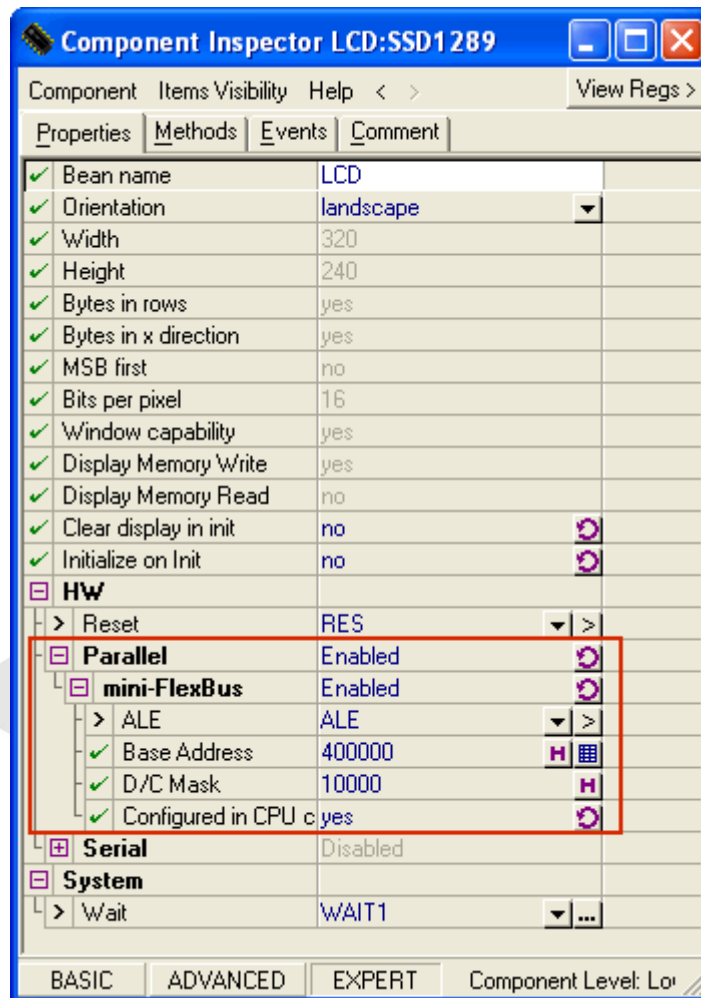 Component Inspector LCD:SSD1289
Component Items Visibility Help < > View Regs >
Properties Methods Events Comment
Bean name LCD
Orientation landscape
Width 320
Height 240
Bytes in rows yes
Bytes in x direction yes
MSB first no
Bits per pixel 16
Window capability yes
Display Memory Write yes
Display Memory Read no
Clear display in init no
Initialize on Init no
HW
> Reset RES >
Parallel Enabled
mini-FlexBus Enabled
> ALE ALE >
Base Address 400000 H
D/C Mask 10000 H
Configured in CPU c yes
Serial Disabled
System
> Wait WAIT1 ...
BASIC ADVANCED EXPERT Component Level: Lo